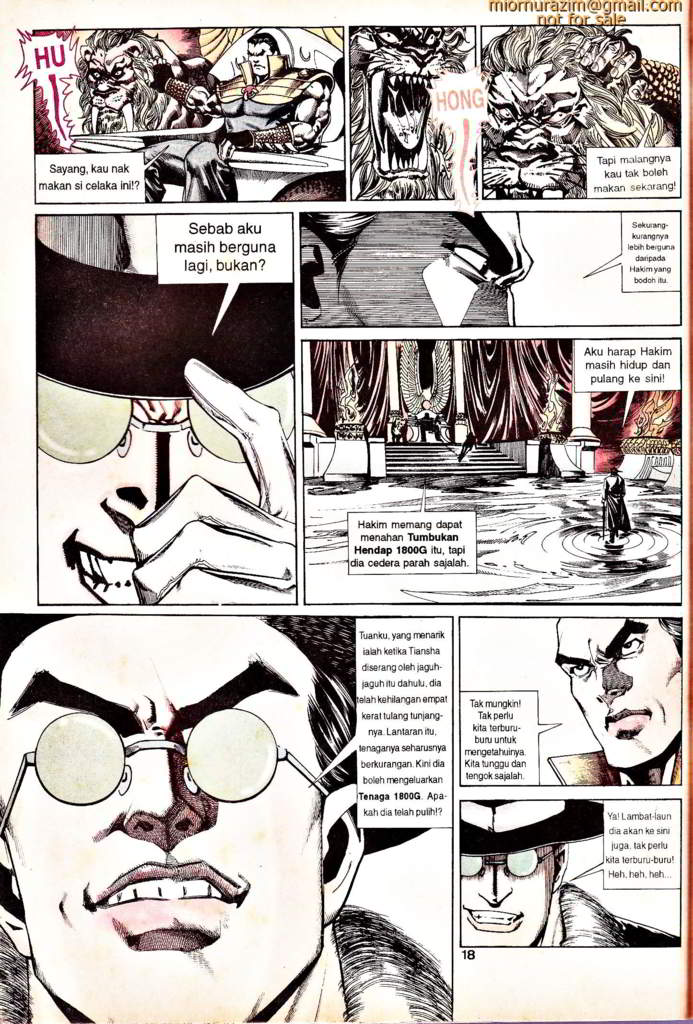 miornurazim@gmail.com
not for sale
HU
Sayang, kau nak
makan si celaka ini!?
HONG
Tapi malangnya
kau tak boleh
makan sekarang!
Sebab aku
masih berguna
lagi, bukan?
Sekurang-
kurangnya
lebih berguna
daripada
Hakim yang
bodoh itu.
Aku harap Hakim
masih hidup dan
pulang ke sini!
Hakim memang dapat
menahan Tumbukan
Hendap 1800G itu, tapi
dia cedera parah sajalah.
Tuanku, yang menarik
ialah ketika Tiansha
diserang oleh jaguh-
jaguh itu dahulu, dia
telah kehilangan empat
kerat tulang tunjang-
nya. Lantaran itu,
tenaganya seharusnya
berkurangan. Kini dia
boleh mengeluarkan
Tenaga 1800G. Apa-
kah dia telah pulih!?
Tak mungkin!
Tak perlu
kita terburu-
buru untuk
mengetahuinya.
Kita tunggu dan
tengok sajalah.
Ya! Lambat-laun
dia akan ke sini
juga, tak perlu
terburu-buru!
Heh, heh, heh...
18